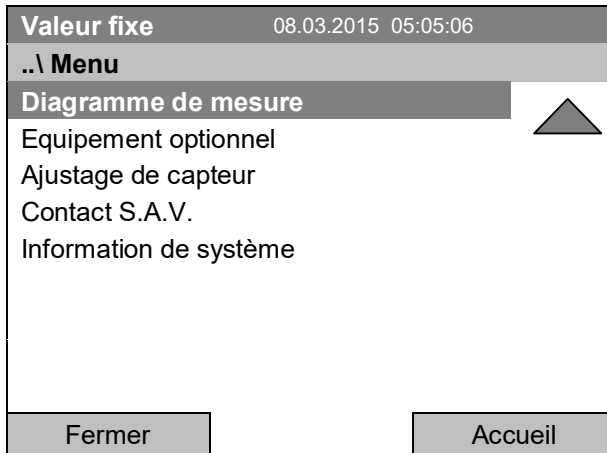 Valeur fixe 08.03.2015 05:05:06
..\ Menu
Diagramme de mesure
Equipement optionnel
Ajustage de capteur
Contact S.A.V.
Information de système
Fermer Accueil